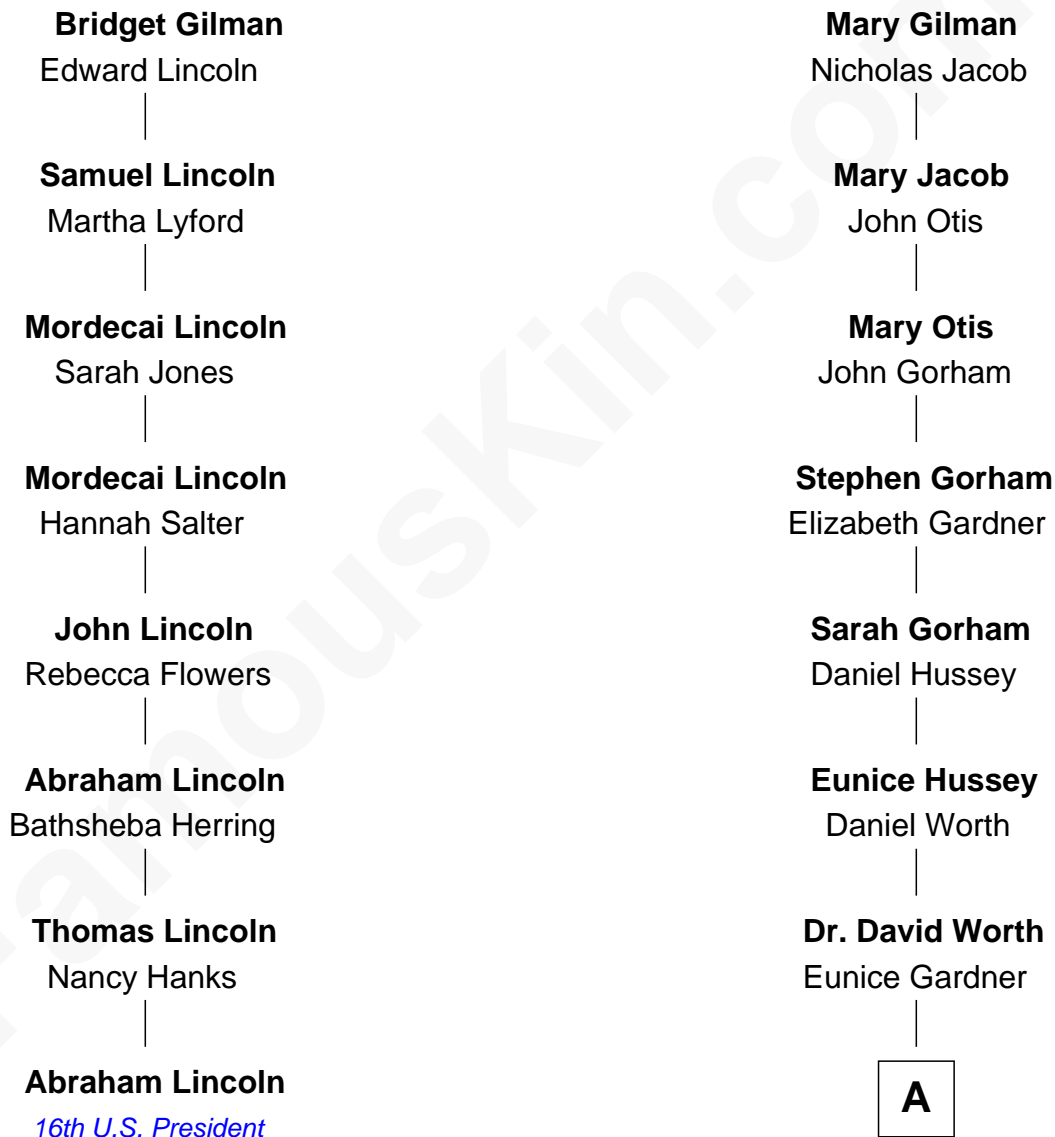 Bridget Gilman
Edward Lincoln
Samuel Lincoln
Martha Lyford
Mordecai Lincoln
Sarah Jones
Mordecai Lincoln
Hannah Salter
John Lincoln
Rebecca Flowers
Abraham Lincoln
Bathsheba Herring
Thomas Lincoln
Nancy Hanks
Abraham Lincoln
16th U.S. President
Mary Gilman
Nicholas Jacob
Mary Jacob
John Otis
Mary Otis
John Gorham
Stephen Gorham
Elizabeth Gardner
Sarah Gorham
Daniel Hussey
Eunice Hussey
Daniel Worth
Dr. David Worth
Eunice Gardner
A
FamousKin.com